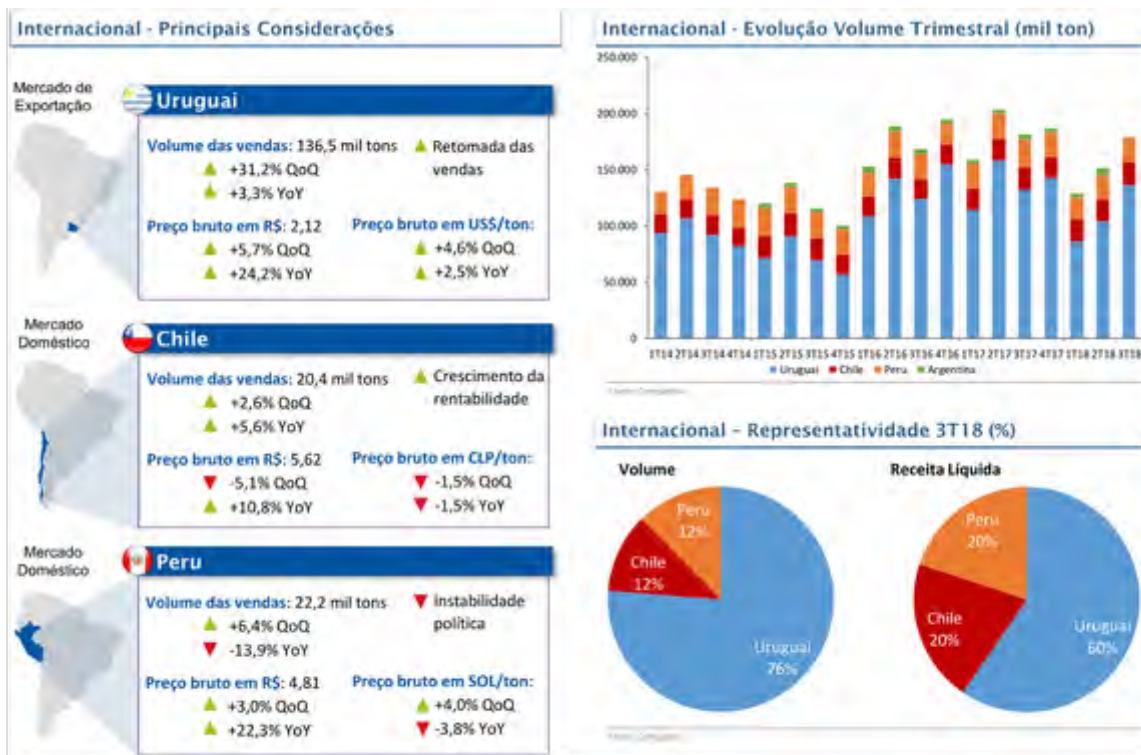 Internacional - Principais Considerações
Mercado de
Exportação
Uruguai
Volume das vendas: 136,5 mil tons
+31,2% QoQ
+3,3% YoY
Retomada das
vendas
Preço bruto em R$: 2,12
+5,7% QoQ
+24,2% YoY
Preço bruto em US$/ton:
+4,6% QoQ
+2,5% YoY
Mercado
Doméstico
Chile
Volume das vendas: 20,4 mil tons
+2,6% QoQ
+5,6% YoY
Crescimento da
rentabilidade
Preço bruto em R$: 5,62
-5,1% QoQ
+10,8% YoY
Preço bruto em CLP/ton:
-1,5% QoQ
-1,5% YoY
Mercado
Doméstico
Peru
Volume das vendas: 22,2 mil tons
+6,4% QoQ
-13,9% YoY
Instabilidade
política
Preço bruto em R$: 4,81
+3,0% QoQ
+22,3% YoY
Preço bruto em SOL/ton:
+4,0% QoQ
-3,8% YoY
Internacional - Evolução Volume Trimestral (mil ton)
250.000
200.000
150.000
100.000
50.000
0
1T14 2T14 3T14 4T14 1T15 2T15 3T15 4T15 1T16 2T16 3T16 4T16 1T17 2T17 3T17 4T17 1T18 2T18 3T18
Uruguai Chile Peru Argentina
Internacional – Representatividade 3T18 (%)
Volume
Peru
12%
Chile
12%
Uruguai
76%
Receita Líquida
Peru
20%
Chile
20%
Uruguai
60%